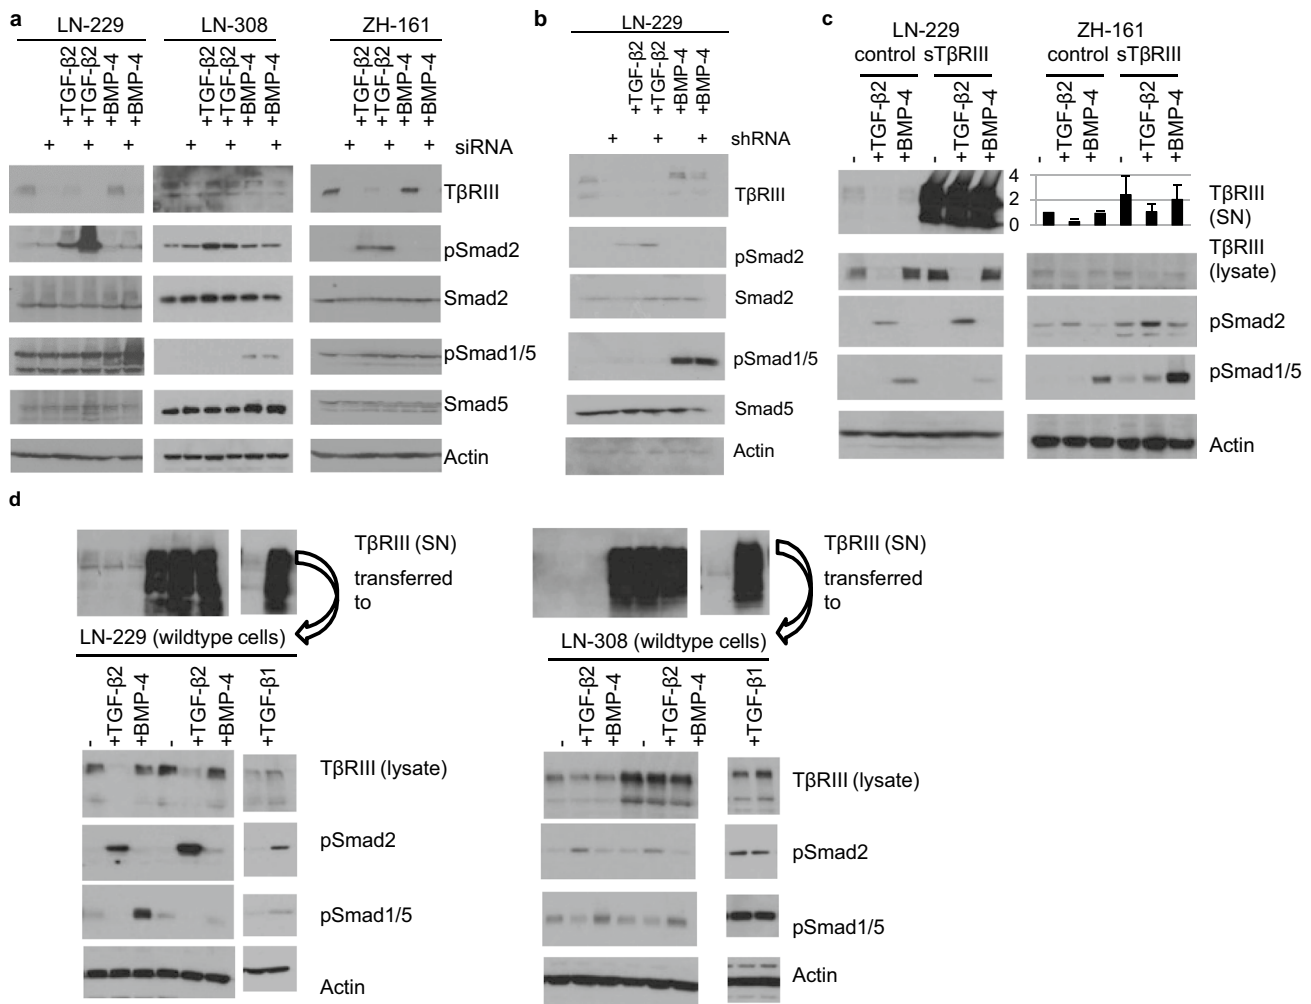 a
LN-229
LN-308
ZH-161
+TGF-β2
+TGF-β2
+BMP-4
+BMP-4
+TGF-β2
+TGF-β2
+BMP-4
+BMP-4
+TGF-β2
+TGF-β2
+BMP-4
+BMP-4
+ + + + + + + + + siRNA
TβRIII
pSmad2
Smad2
pSmad1/5
Smad5
Actin
b
LN-229
+TGF-β2
+TGF-β2
+BMP-4
+BMP-4
+ + + shRNA
TβRIII
pSmad2
Smad2
pSmad1/5
Smad5
Actin
c
LN-229
control sTβRIII
ZH-161
control sTβRIII
-
+TGF-β2
+BMP-4
-
+TGF-β2
+BMP-4
-
+TGF-β2
+BMP-4
-
+TGF-β2
+BMP-4
4
2
0
TβRIII
(SN)
TβRIII
(lysate)
pSmad2
pSmad1/5
Actin
d
TβRIII (SN)
transferred
to
LN-229 (wildtype cells)
-
+TGF-β2
+BMP-4
-
+TGF-β2
+BMP-4
+TGF-β1
TβRIII (lysate)
pSmad2
pSmad1/5
Actin
TβRIII (SN)
transferred
to
LN-308 (wildtype cells)
-
+TGF-β2
+BMP-4
-
+TGF-β2
+BMP-4
+TGF-β1
TβRIII (lysate)
pSmad2
pSmad1/5
Actin